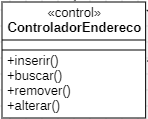 «control»
ControladorEndereco
+inserir()
+buscar()
+remover()
+alterar()